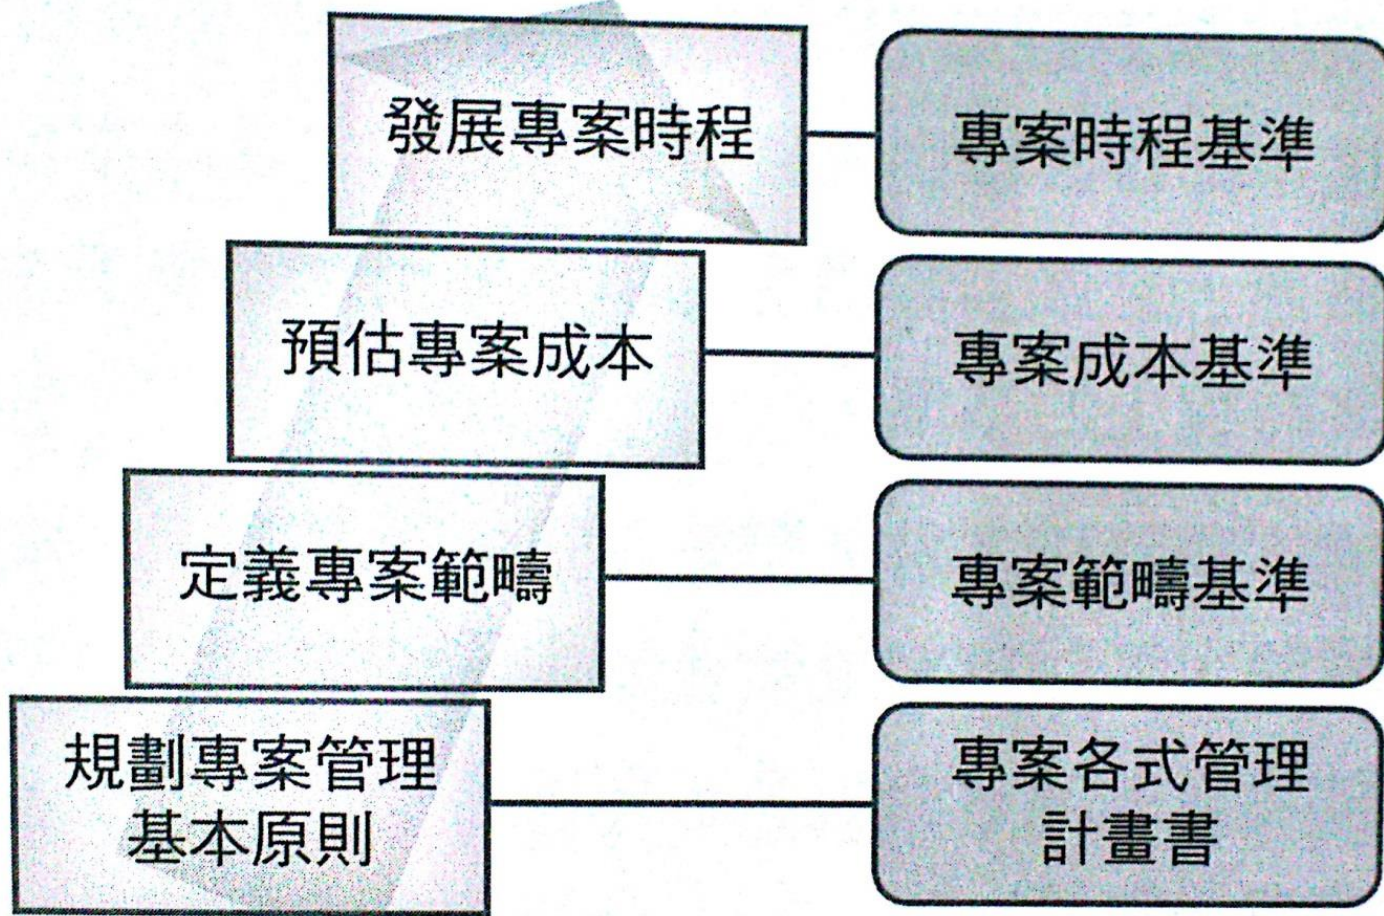 發展專案時程
專案時程基準
預估專案成本
專案成本基準
定義專案範疇
專案範疇基準
規劃專案管理
基本原則
專案各式管理
計畫書